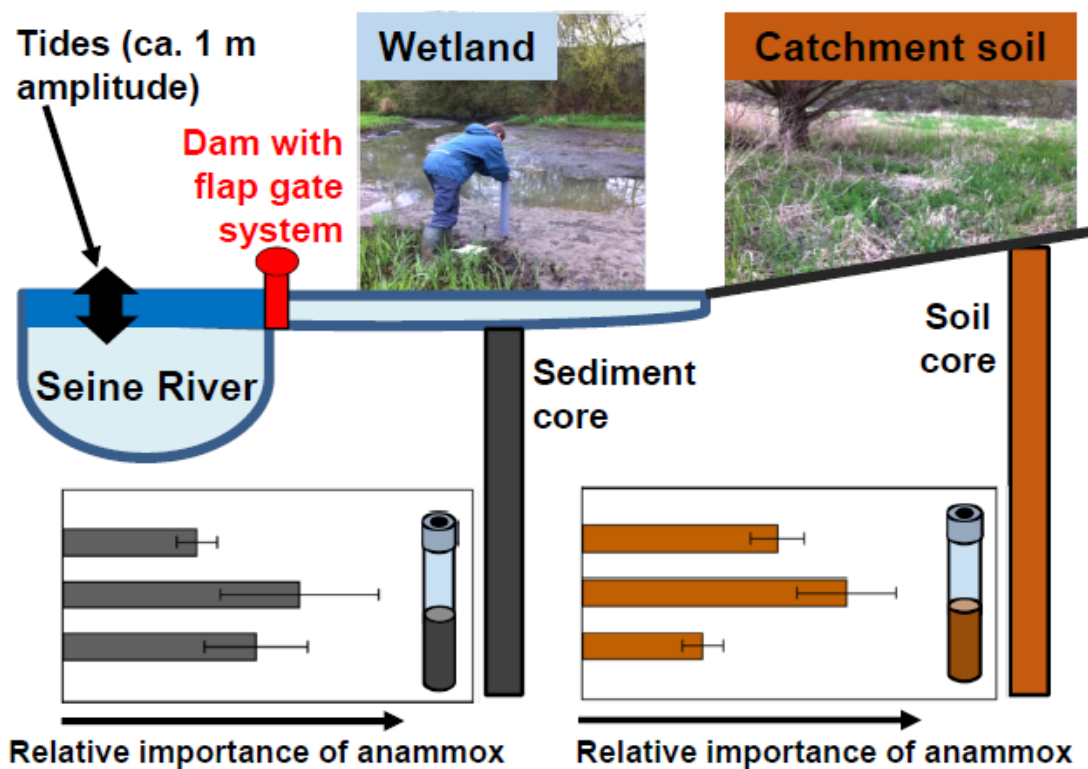 Tides (ca. 1 m
amplitude)
Wetland
Catchment soil
Dam with
flap gate
system
Seine River
Sediment
core
Soil
core
Relative importance of anammox
Relative importance of anammox